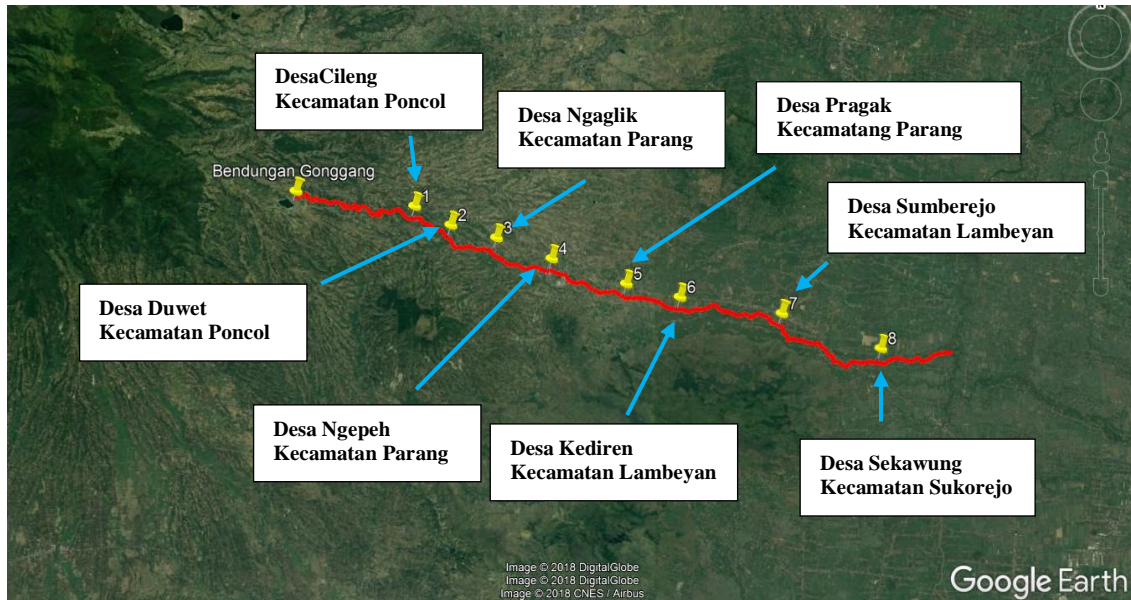 N
DesaCileng
Kecamatan Poncol
Desa Ngaglik
Kecamatan Parang
Desa Pragak
Kecamatang Parang
Bendungan Gonggang
Desa Sumberejo
Kecamatan Lambeyan
1
2
3
4
5
6
7
8
Desa Duwet
Kecamatan Poncol
Desa Ngepeh
Kecamatan Parang
Desa Kediren
Kecamatan Lambeyan
Desa Sekawung
Kecamatan Sukorejo
Image © 2018 DigitalGlobe
Image © 2018 DigitalGlobe
Image © 2018 CNES / Airbus
Google Earth